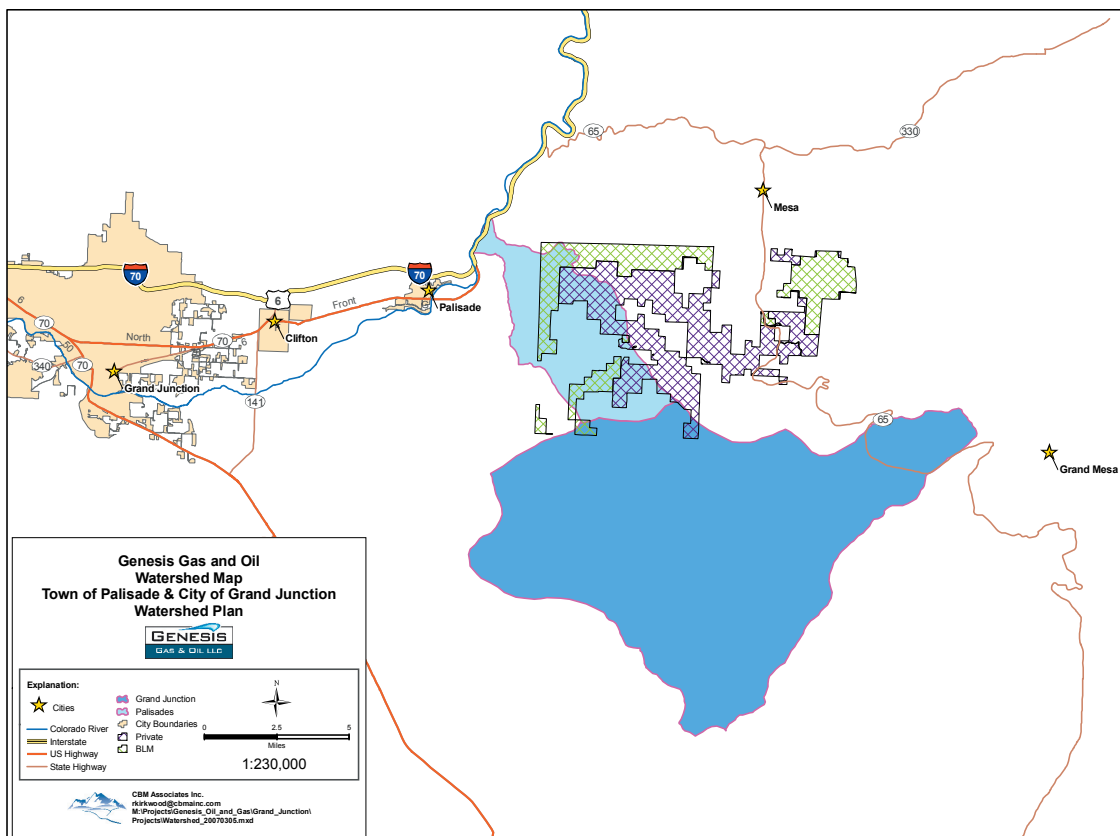 65
330
Mesa
70
70
Palisade
6
Front
6
Clifton
70
North
70
6
50
340
70
Grand Junction
141
65
Grand Mesa
Genesis Gas and Oil
Watershed Map
Town of Palisade & City of Grand Junction
Watershed Plan
GENESIS
GAS & OIL LLC
Explanation:
Cities
Colorado River
Interstate
US Highway
State Highway
Grand Junction
Palisades
City Boundaries
Private
BLM
N
0 2.5 5
Miles
1:230,000
CBM Associates Inc.
rkirkwood@cbmainc.com
M:\Projects\Genesis_Oil_and_Gas\Grand_Junction\
Projects\Watershed_20070305.mxd